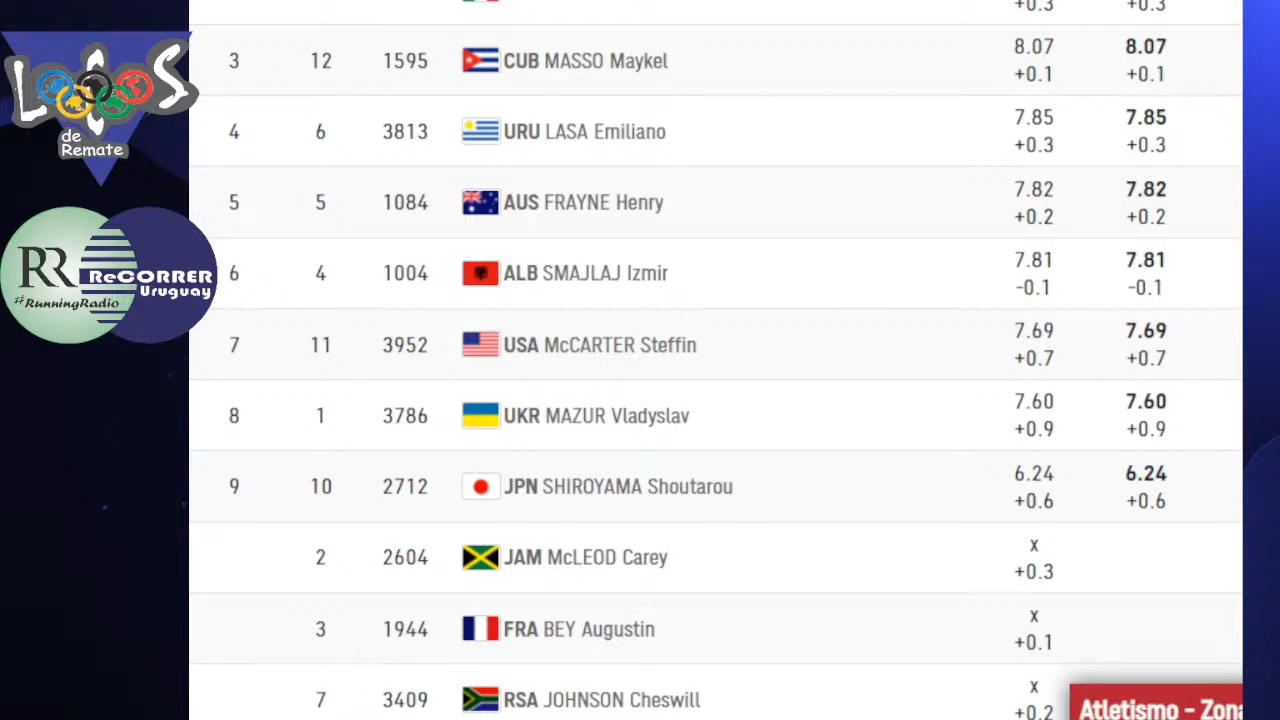 +0.3 +0.3
3 12 1595 CUB MASSO Maykel 8.07 8.07
+0.1 +0.1
4 6 3813 URU LASA Emiliano 7.85 7.85
+0.3 +0.3
5 5 1084 AUS FRAYNE Henry 7.82 7.82
+0.2 +0.2
6 4 1004 ALB SMAJLAJ Izmir 7.81 7.81
-0.1 -0.1
7 11 3952 USA McCARTER Steffin 7.69 7.69
+0.7 +0.7
8 1 3786 UKR MAZUR Vladyslav 7.60 7.60
+0.9 +0.9
9 10 2712 JPN SHIROYAMA Shoutarou 6.24 6.24
+0.6 +0.6
2 2604 JAM McLEOD Carey x
+0.3
3 1944 FRA BEY Augustin x
+0.1
7 3409 RSA JOHNSON Cheswill x
+0.2
Atletismo - Zona
de
Remate
RR
#RunningRadio
ReCORRER
Uruguay